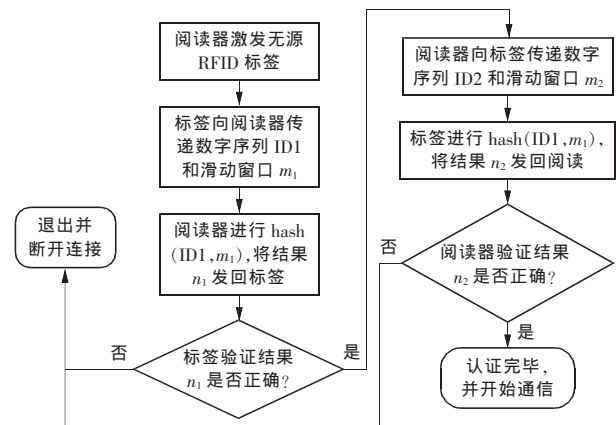 阅读器激发无源
RFID 标签
标签向阅读器传
递数字序列 ID1
和滑动窗口 m₁
阅读器进行 hash
(ID1,m₁),将结果
n₁ 发回标签
标签验证结果
n₁ 是否正确?
否
是
退出并
断开连接
阅读器向标签传递数字
序列 ID2 和滑动窗口 m₂
标签进行 hash(ID1,m₁),
将结果 n₂ 发回阅读
阅读器验证结果
n₂ 是否正确?
否
是
认证完毕,
并开始通信